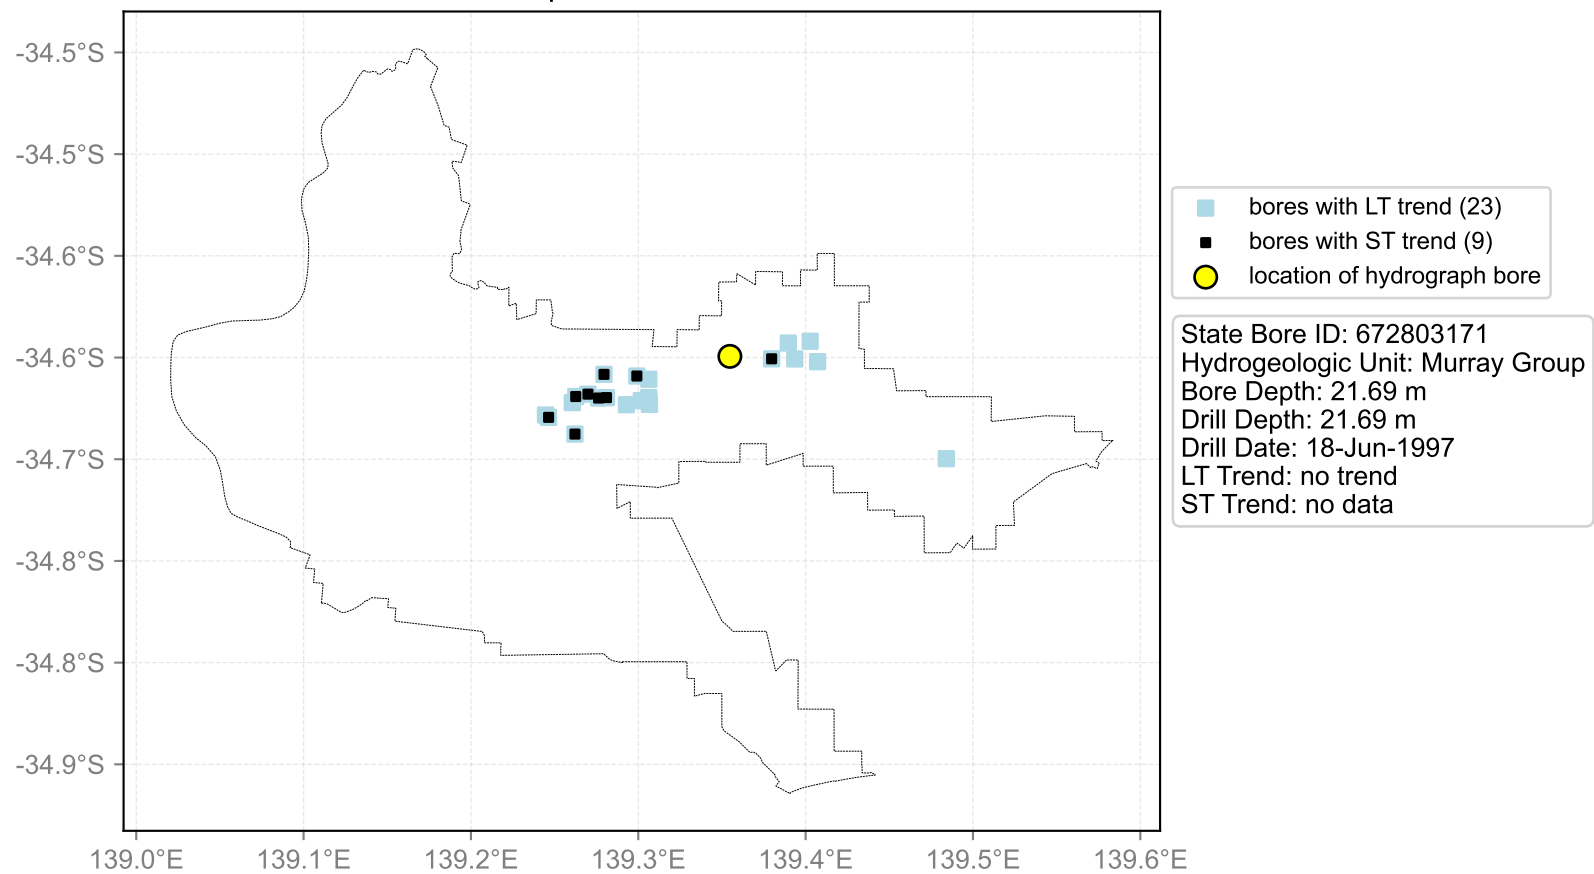 -34.5°S
-34.5°S
-34.6°S
-34.6°S
-34.7°S
-34.8°S
-34.8°S
-34.9°S
139.0°E 139.1°E 139.2°E 139.3°E 139.4°E 139.5°E 139.6°E
bores with LT trend (23)
bores with ST trend (9)
location of hydrograph bore
State Bore ID: 672803171
Hydrogeologic Unit: Murray Group
Bore Depth: 21.69 m
Drill Depth: 21.69 m
Drill Date: 18-Jun-1997
LT Trend: no trend
ST Trend: no data